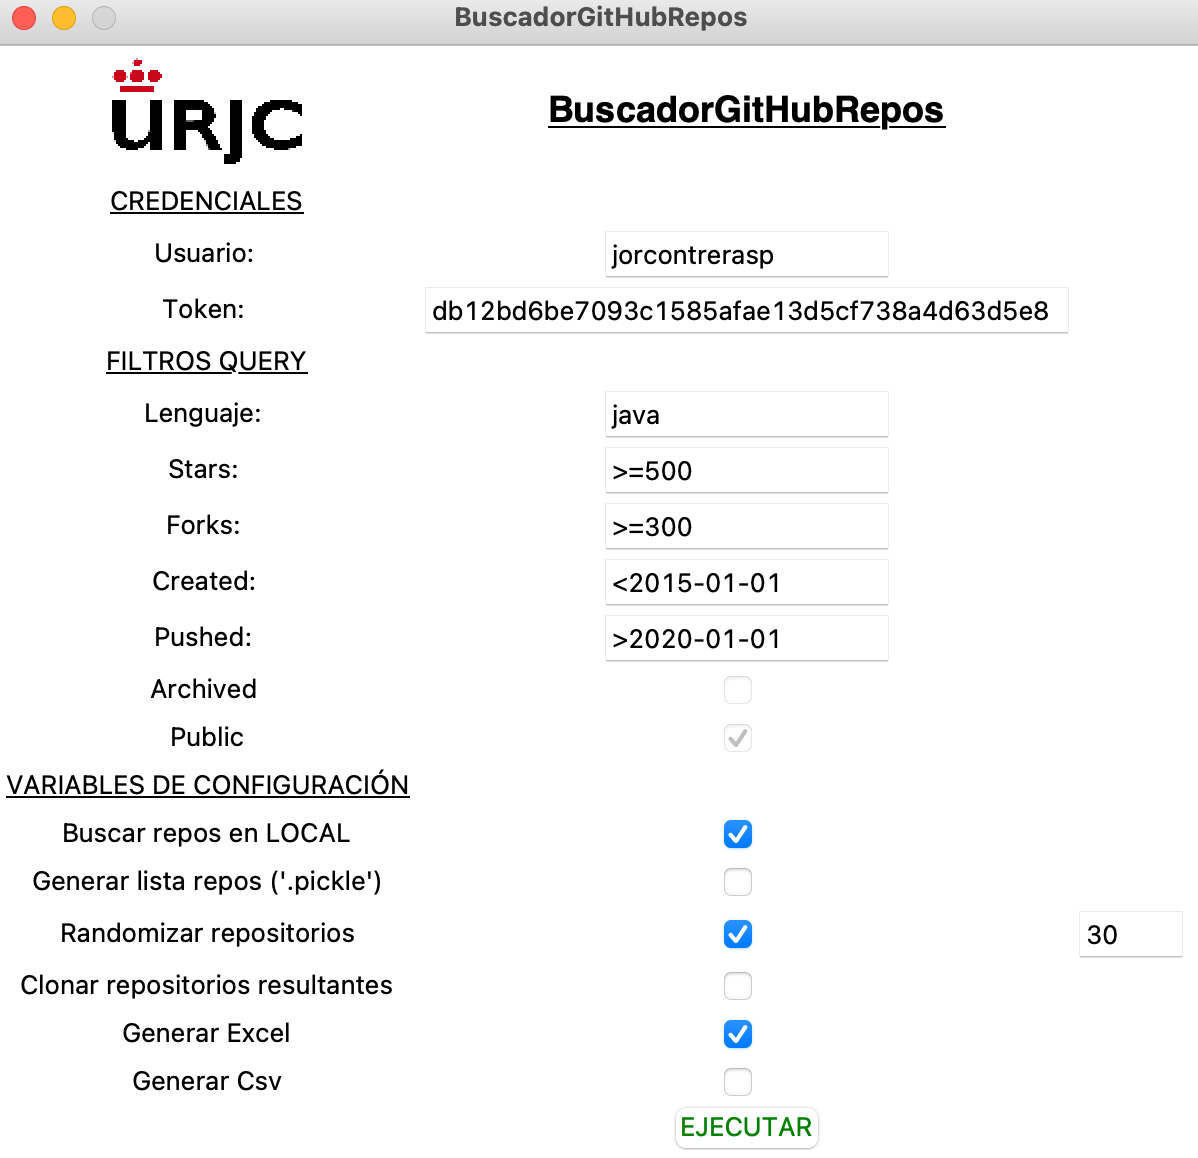 BuscadorGitHubRepos
URJC
BuscadorGitHubRepos
CREDENCIALES
Usuario: jorcontrerasp
Token: db12bd6be7093c1585afae13d5cf738a4d63d5e8
FILTROS QUERY
Lenguaje: java
Stars: >=500
Forks: >=300
Created: <2015-01-01
Pushed: >2020-01-01
Archived
Public
VARIABLES DE CONFIGURACIÓN
Buscar repos en LOCAL
Generar lista repos ('.pickle')
Randomizar repositorios 30
Clonar repositorios resultantes
Generar Excel
Generar Csv
EJECUTAR